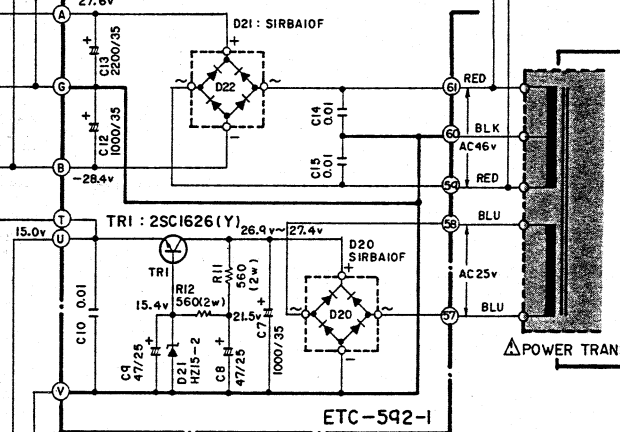 27.6v
D21 : SIRBA10F
A
+
C13
2200/35
+
~
D22
~
61
RED
G
C14
0.01
+
C12
1000/35
60
BLK
AC46v
C15
0.01
B
-28.4v
-
59
RED
T
TR1 : 2SC1626(Y)
58
BLU
15.0v
U
26.9v~27.4v
D20
SIRBA10F
+
TR1
R11
560
(2w)
AC25v
R12
560(2w)
15.4v
21.5v
~
D20
~
57
BLU
C10 0.01
+
C9
47/25
D21
HZ15-2
+
C8
47/25
+
C7
1000/35
-
⚠POWER TRAN
V
ETC-592-1